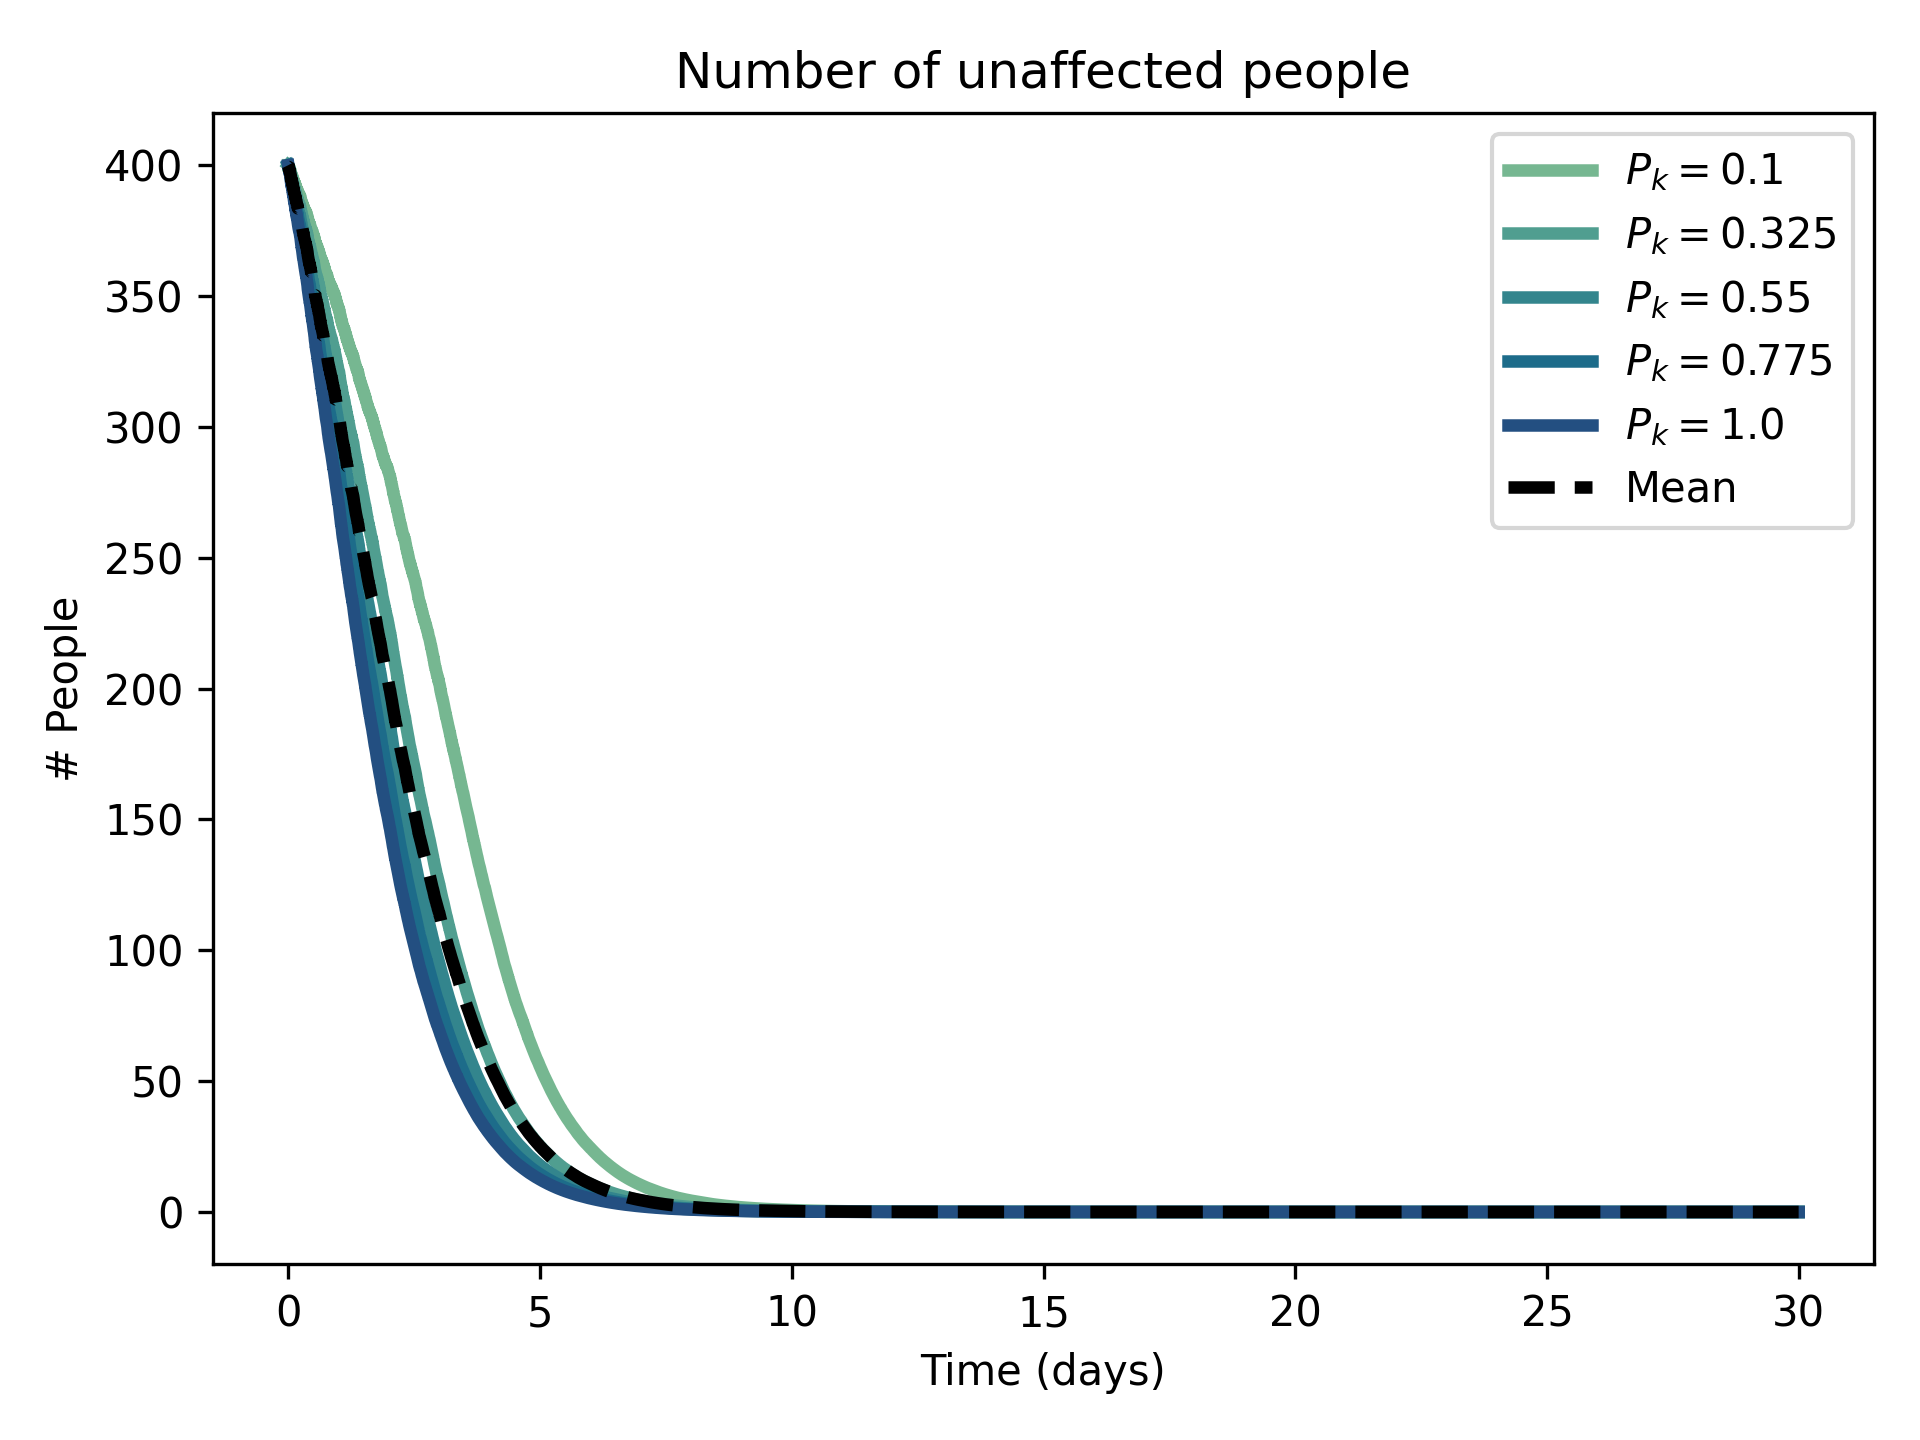 Number of unaffected people
# People
400
350
300
250
200
150
100
50
0
0 5 10 15 20 25 30
Time (days)
P_k = 0.1
P_k = 0.325
P_k = 0.55
P_k = 0.775
P_k = 1.0
Mean